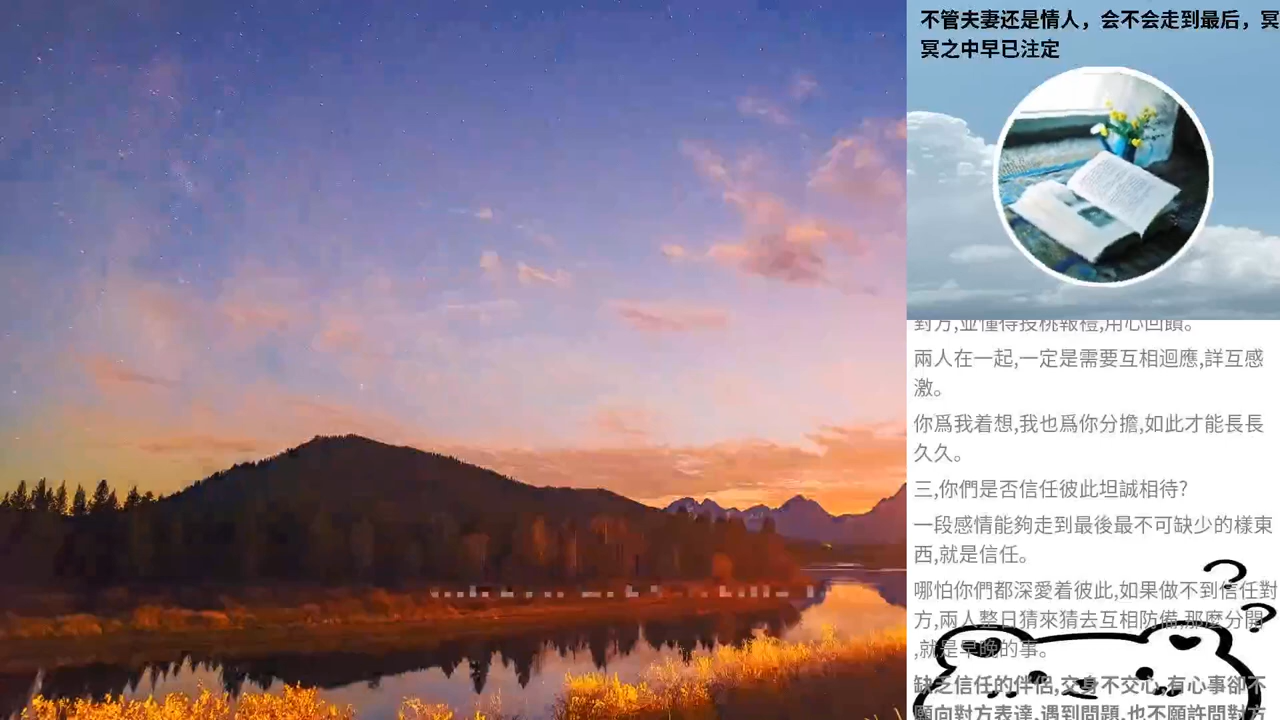 不管夫妻还是情人，会不会走到最后，冥
冥之中早已注定
對方,並懂得投桃報禮,用心回饋。
兩人在一起,一定是需要互相迴應,詳互感
激。
你爲我着想,我也爲你分擔,如此才能長長
久久。
三,你們是否信任彼此坦誠相待?
一段感情能夠走到最後最不可缺少的樣東
西,就是信任。
哪怕你們都深愛着彼此,如果做不到信任對
方,兩人整日猜來猜去互相防備,那麼分開
,就是早晚的事。
缺乏信任的伴侶,交身不交心,有心事卻不
願向對方表達,遇到問題,也不願許問對方